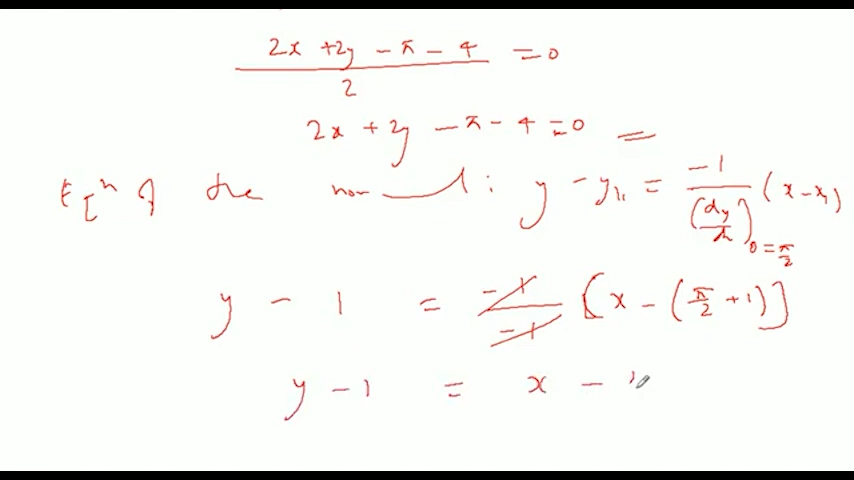 2x + 2y - π - 4 / 2 = 0
2x + 2y - π - 4 = 0
Eqn of the normal : y - y1 = -1 / (dy/dx)θ = π/2 (x - x1)
y - 1 = -1 / -1 [x - (π/2 + 1)]
y - 1 = x -